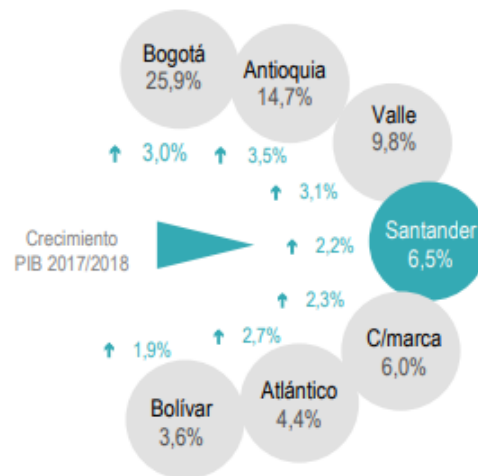 Bogotá
25,9%
Antioquia
14,7%
Valle
9,8%
↑ 3,0%
↑ 3,5%
↑ 3,1%
Santander
6,5%
Crecimiento
PIB 2017/2018
↑ 2,2%
↑ 2,3%
C/marca
6,0%
↑ 2,7%
↑ 1,9%
Atlántico
4,4%
Bolívar
3,6%